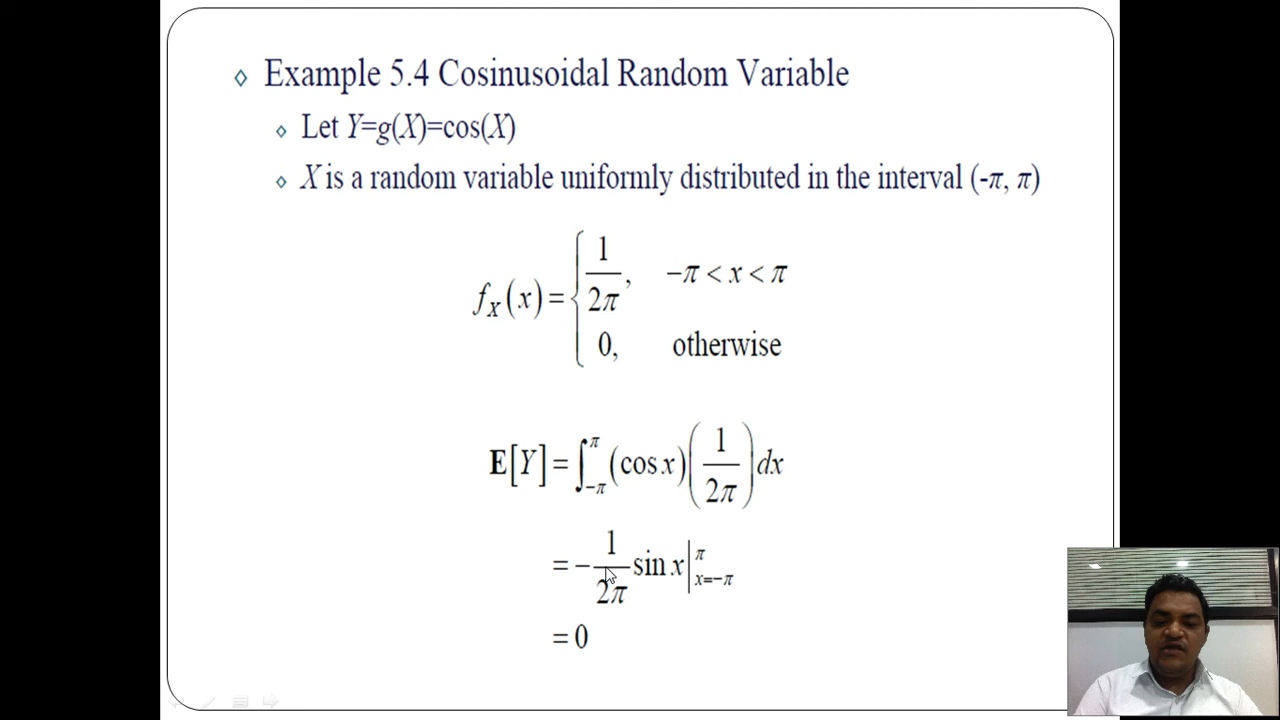 Example 5.4 Cosinusoidal Random Variable
Let Y=g(X)=cos(X)
X is a random variable uniformly distributed in the interval (-π, π)
f_X(x) = { 1/2π, −π < x < π
0, otherwise
E[Y] = ∫_{−π}^{π} (cos x) (1/2π) dx
= − 1/2π sin x |_{x=−π}^{π}
= 0